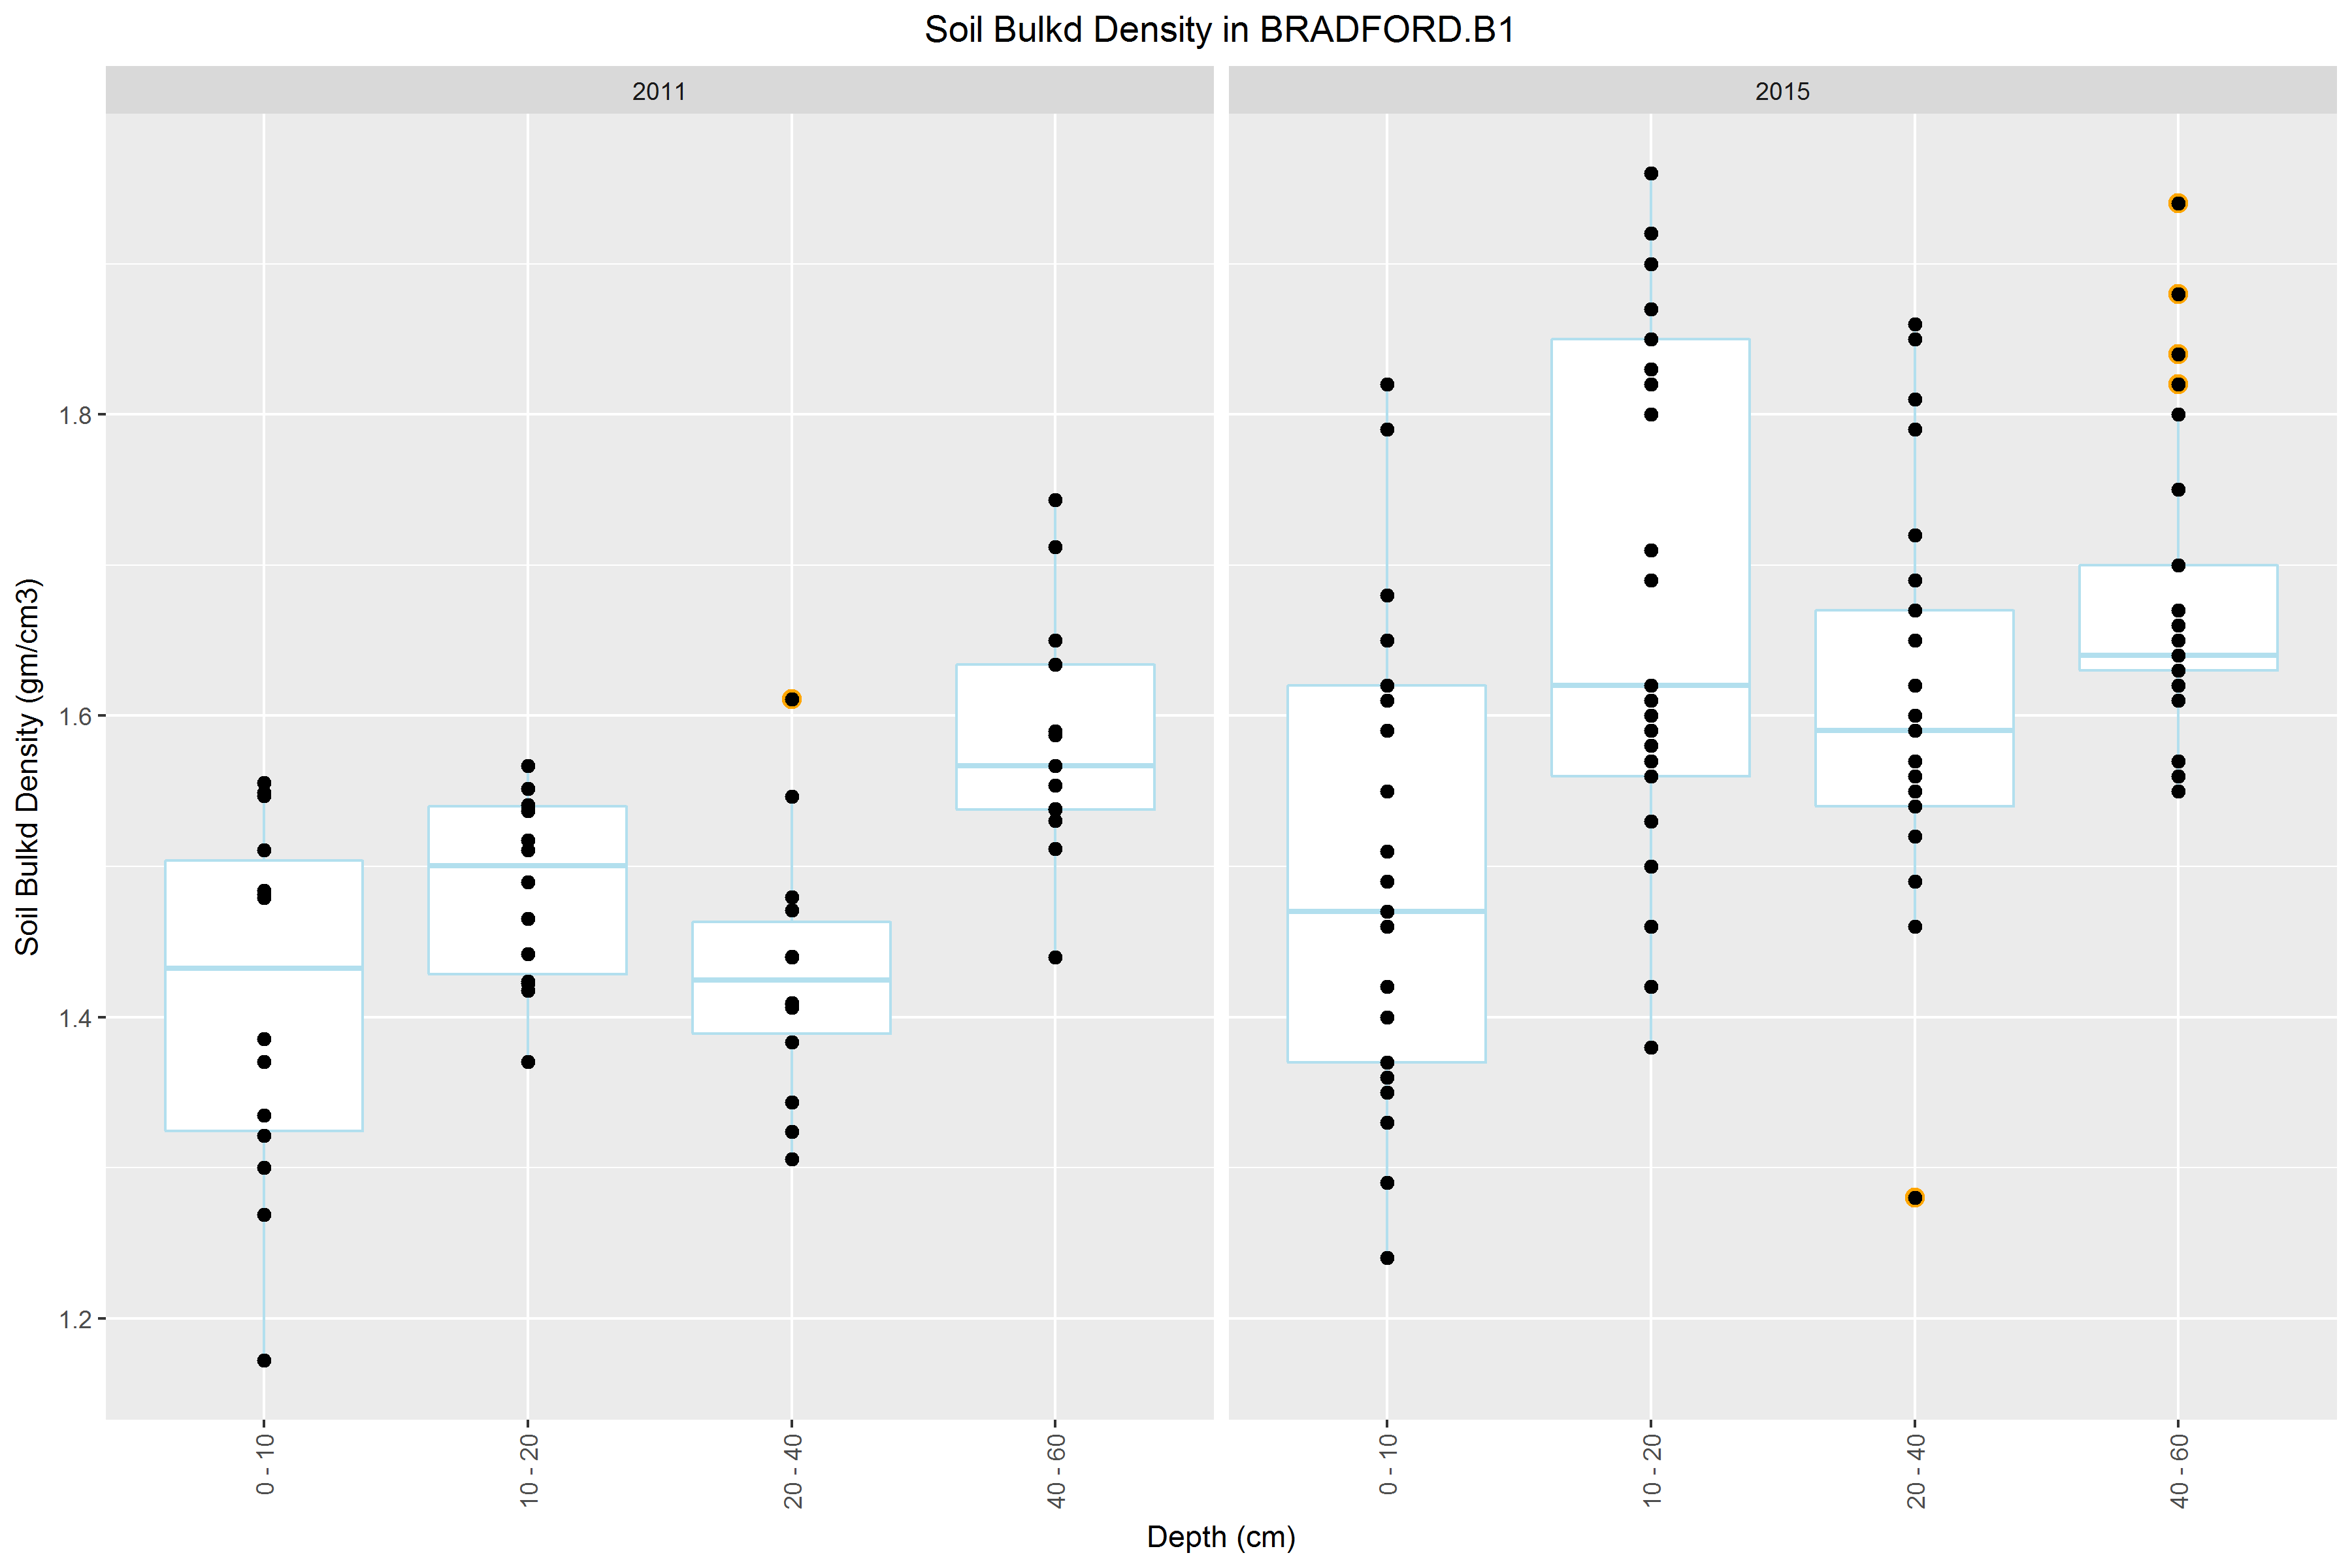 Soil Bulkd Density in BRADFORD.B1
2011
2015
Soil Bulkd Density (gm/cm3)
1.8
1.6
1.4
1.2
0 - 10
10 - 20
20 - 40
40 - 60
0 - 10
10 - 20
20 - 40
40 - 60
Depth (cm)